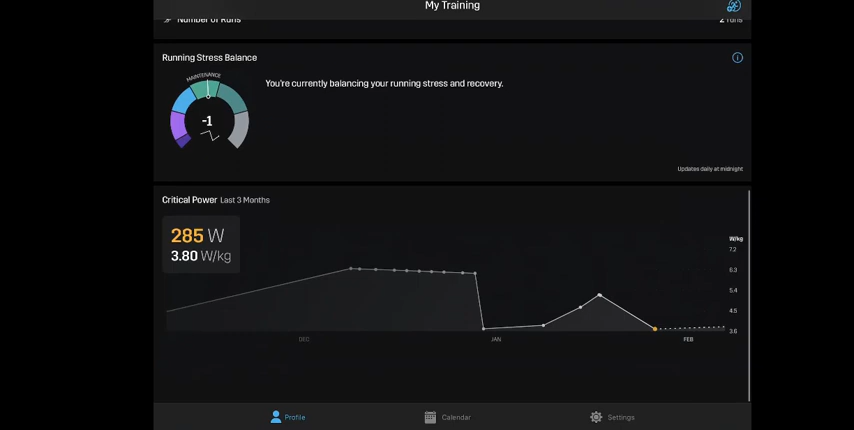 My Training
Number of Runs
2 runs
Running Stress Balance
MAINTENANCE
You're currently balancing your running stress and recovery.
-1
Updates daily at midnight
Critical Power Last 3 Months
285 W
3.80 W/kg
W/kg
7.2
6.3
5.4
4.5
3.6
DEC
JAN
FEB
Profile
Calendar
Settings